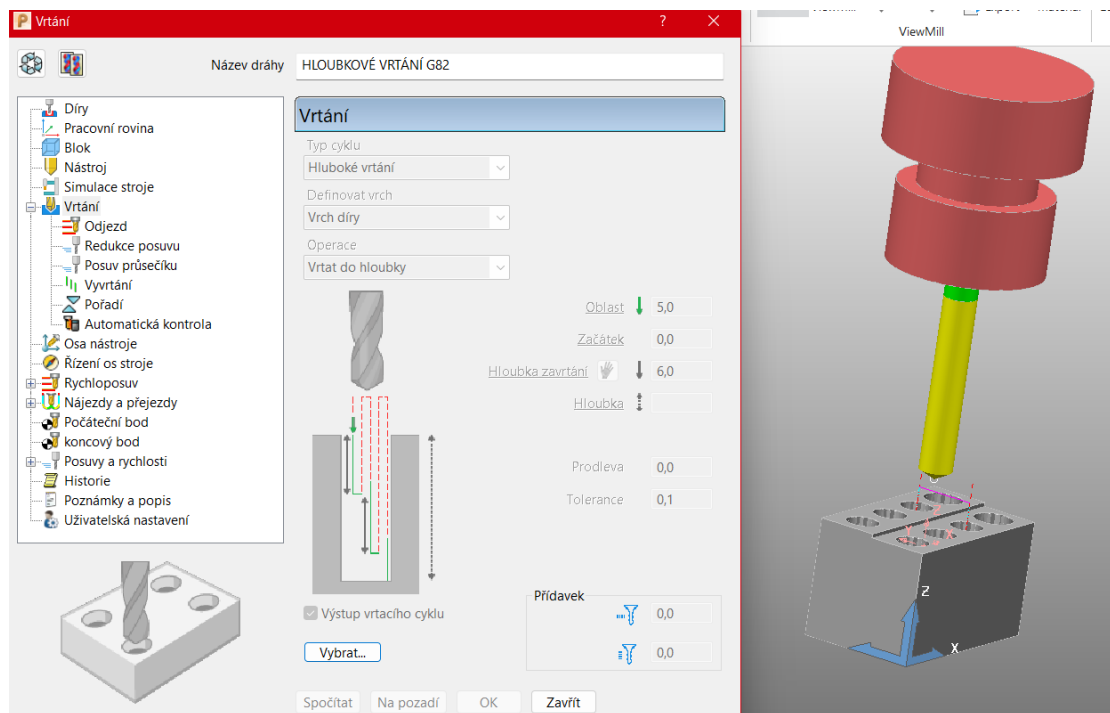 Vrtání
ViewMill
Název dráhy
HLOUBKOVÉ VRTÁNÍ G82
Díry
Pracovní rovina
Blok
Nástroj
Simulace stroje
Vrtání
Odjezd
Redukce posuvu
Posuv průsečíku
Vyvrtání
Pořadí
Automatická kontrola
Osa nástroje
Řízení os stroje
Rychloposuv
Nájezdy a přejezdy
Počáteční bod
koncový bod
Posuvy a rychlosti
Historie
Poznámky a popis
Uživatelská nastavení
Vrtání
Typ cyklu
Hluboké vrtání
Definovat vrch
Vrch díry
Operace
Vrtat do hloubky
Oblast 5,0
Začátek 0,0
Hloubka zavrtání 6,0
Hloubka
Prodleva 0,0
Tolerance 0,1
Výstup vrtacího cyklu
Vybrat...
Přídavek
0,0
0,0
Spočítat Na pozadí OK Zavřít
Z
X